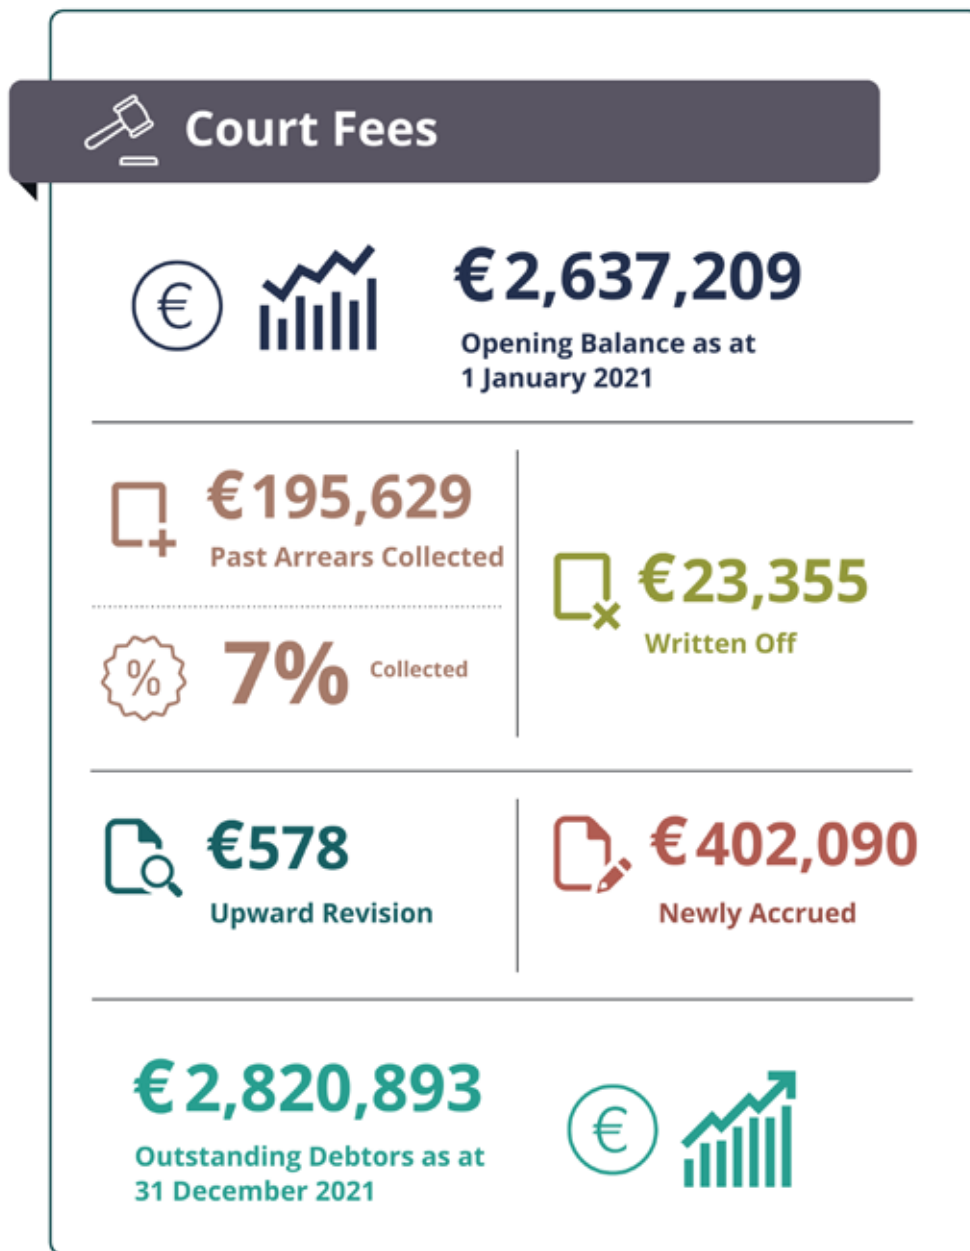 Court Fees
€
€2,637,209
Opening Balance as at
1 January 2021
€195,629
Past Arrears Collected
%
7% Collected
€23,355
Written Off
€578
Upward Revision
€402,090
Newly Accrued
€2,820,893
Outstanding Debtors as at
31 December 2021
€